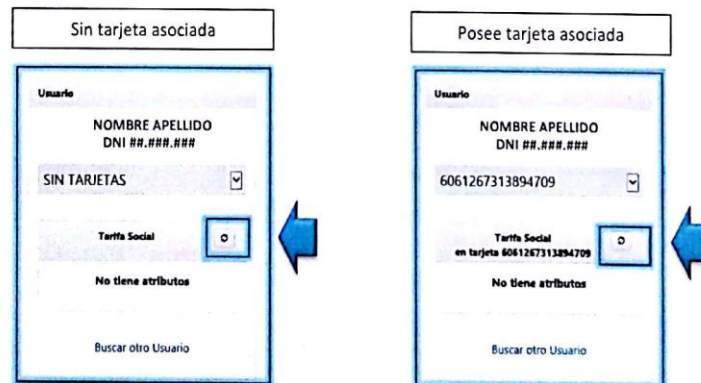 Sin tarjeta asociada
Usuario
NOMBRE APELLIDO
DNI ##.###.###
SIN TARJETAS
Tarifa Social
No tiene atributos
Buscar otro Usuario
Posee tarjeta asociada
Usuario
NOMBRE APELLIDO
DNI ##.###.###
6061267313894709
Tarifa Social
en tarjeta 6061267313894709
No tiene atributos
Buscar otro Usuario